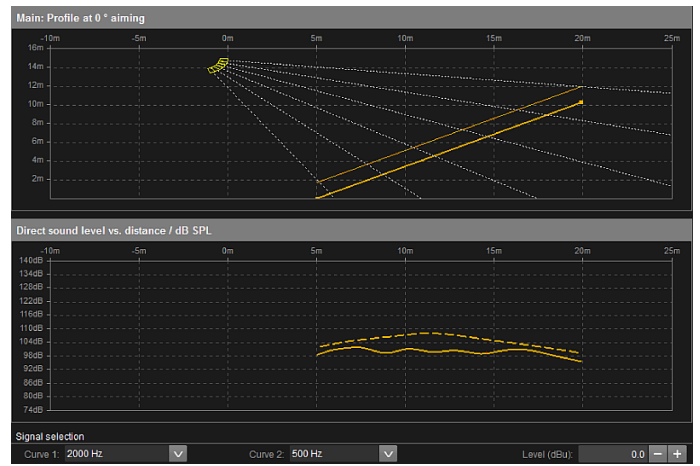 Main: Profile at 0 ° aiming
-10m -5m 0m 5m 10m 15m 20m 25m
16m
14m
12m
10m
8m
6m
4m
2m
Direct sound level vs. distance / dB SPL
-10m -5m 0m 5m 10m 15m 20m 25m
140dB
134dB
128dB
122dB
116dB
110dB
104dB
98dB
92dB
86dB
80dB
74dB
Signal selection
Curve 1: 2000 Hz Curve 2: 500 Hz Level (dBu): 0.0 − +